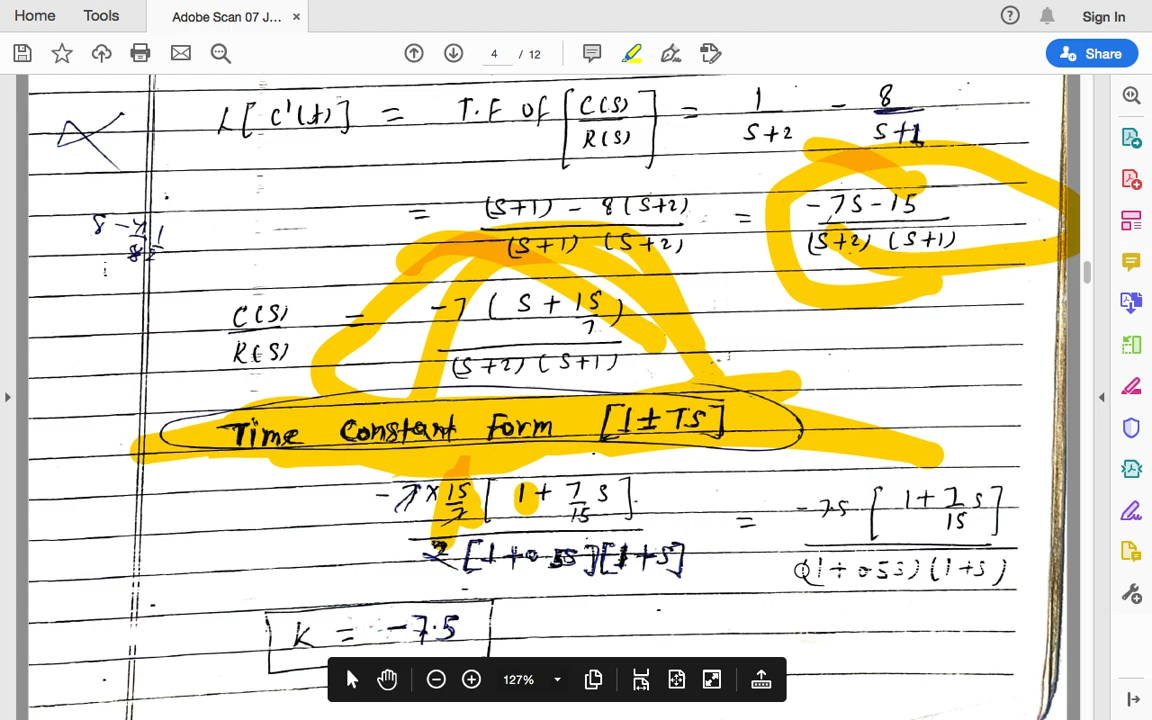 Home Tools Adobe Scan 07 J... × Sign In
4 / 12 Share
L[ C'(t) ] = T.F of [ C(S) / R(S) ] = 1 / S+2 - 8 / S+1
8 - 7
= (S+1) - 8(S+2) / (S+1) (S+2) = -7S-15 / (S+2) (S+1)
C(S) / R(S) = -7 ( S + 15/7 ) / (S+2) (S+1)
Time Constant Form [1±TS]
-7 × 15/7 [ 1 + 7/15 S ] / 2 [1+0.5S][1+S] = -7.5 [ 1 + 7/15 S ] / (1+0.5S)(1+S)
K = -7.5
127%